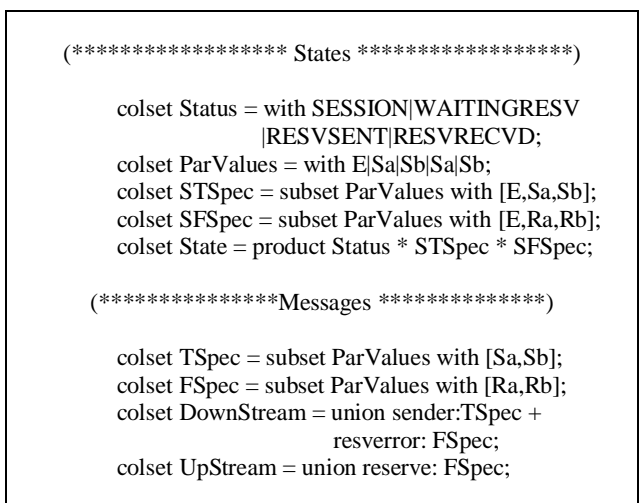 (****************** States ******************)
colset Status = with SESSION|WAITINGRESV
|RESVSENT|RESVRECVD;
colset ParValues = with E|Sa|Sb|Sa|Sb;
colset STSpec = subset ParValues with [E,Sa,Sb];
colset SFSpec = subset ParValues with [E,Ra,Rb];
colset State = product Status * STSpec * SFSpec;
(***************Messages **************)
colset TSpec = subset ParValues with [Sa,Sb];
colset FSpec = subset ParValues with [Ra,Rb];
colset DownStream = union sender:TSpec +
resverror: FSpec;
colset UpStream = union reserve: FSpec;